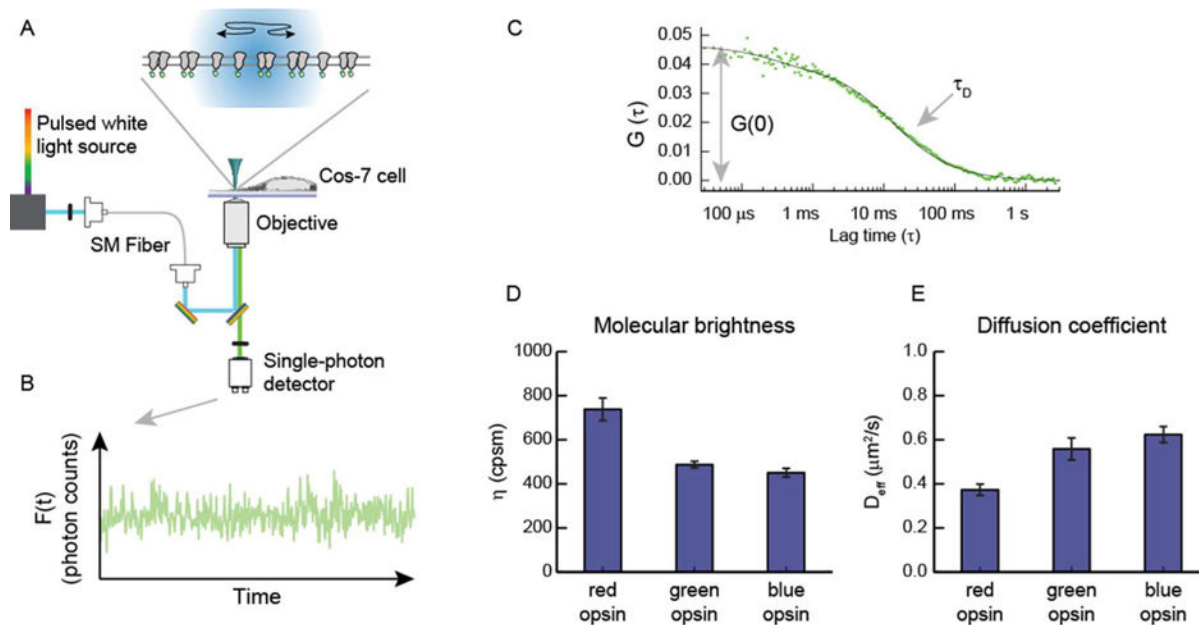 A
Pulsed white
light source
SM Fiber
Cos-7 cell
Objective
Single-photon
detector
B
F(t)
(photon counts)
Time
C
G (τ)
0.05
0.04
0.03
0.02
0.01
0.00
G(0)
τD
100 μs
1 ms
10 ms
100 ms
1 s
Lag time (τ)
D
Molecular brightness
η (cpsm)
1000
800
600
400
200
0
red
opsin
green
opsin
blue
opsin
E
Diffusion coefficient
Deff (μm²/s)
1.0
0.8
0.6
0.4
0.2
0.0
red
opsin
green
opsin
blue
opsin